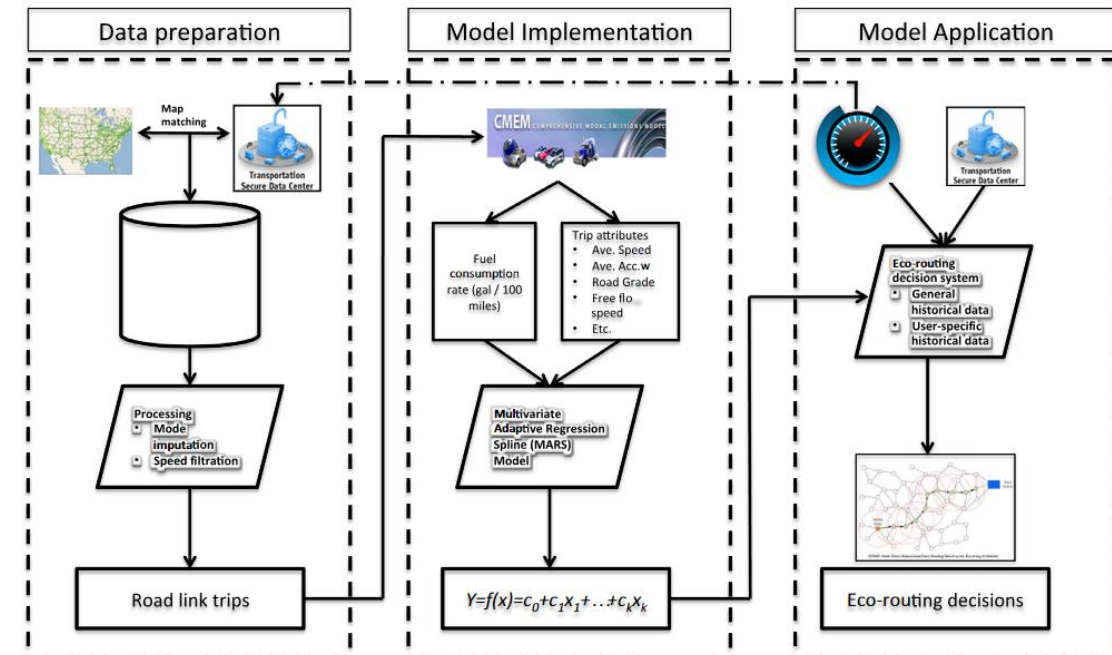 Data preparation
Map
matching
Transportation
Secure Data Center
Processing
• Mode
imputation
• Speed filtration
Road link trips
Model Implementation
CMEM COMPREHENSIVE MODAL EMISSIONS MODEL
Fuel
consumption
rate (gal / 100
miles)
Trip attributes
• Ave. Speed
• Ave. Acc.w
• Road Grade
• Free flo
speed
• Etc.
Multivariate
Adaptive Regression
Spline (MARS)
Model
Y=f(x)=c₀+c₁x₁+...+cₖxₖ
Model Application
Transportation
Secure Data Center
Eco-routing
decision system
• General
historical data
• User-specific
historical data
Eco-routing decisions